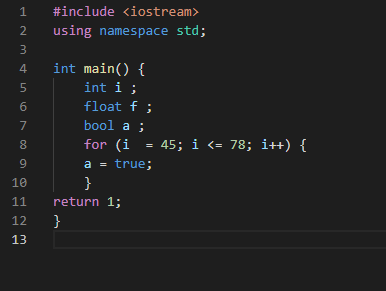 1 #include <iostream>
2 using namespace std;
3
4 int main() {
5     int i ;
6     float f ;
7     bool a ;
8     for (i  = 45; i <= 78; i++) {
9     a = true;
10     }
11 return 1;
12 }
13